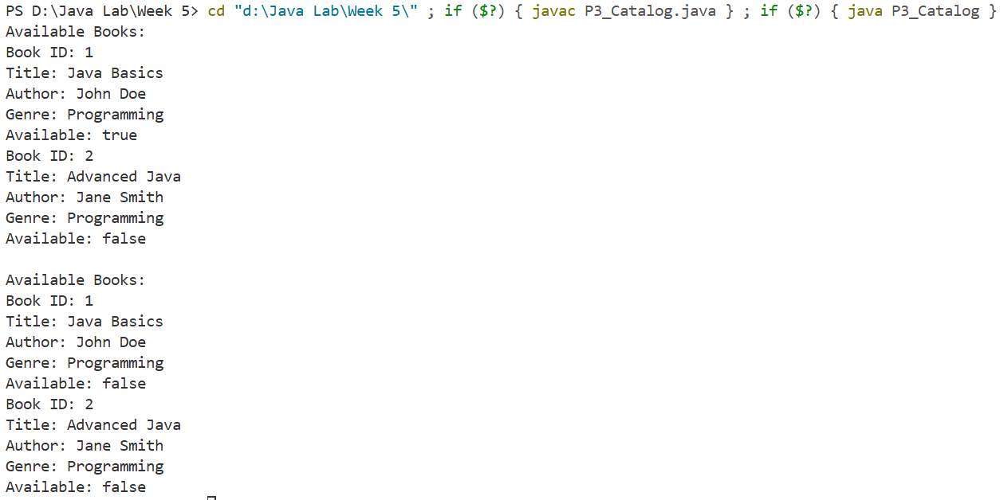 PS D:\Java Lab\Week 5> cd "d:\Java Lab\Week 5\" ; if ($?) { javac P3_Catalog.java } ; if ($?) { java P3_Catalog }
Available Books:
Book ID: 1
Title: Java Basics
Author: John Doe
Genre: Programming
Available: true
Book ID: 2
Title: Advanced Java
Author: Jane Smith
Genre: Programming
Available: false

Available Books:
Book ID: 1
Title: Java Basics
Author: John Doe
Genre: Programming
Available: false
Book ID: 2
Title: Advanced Java
Author: Jane Smith
Genre: Programming
Available: false